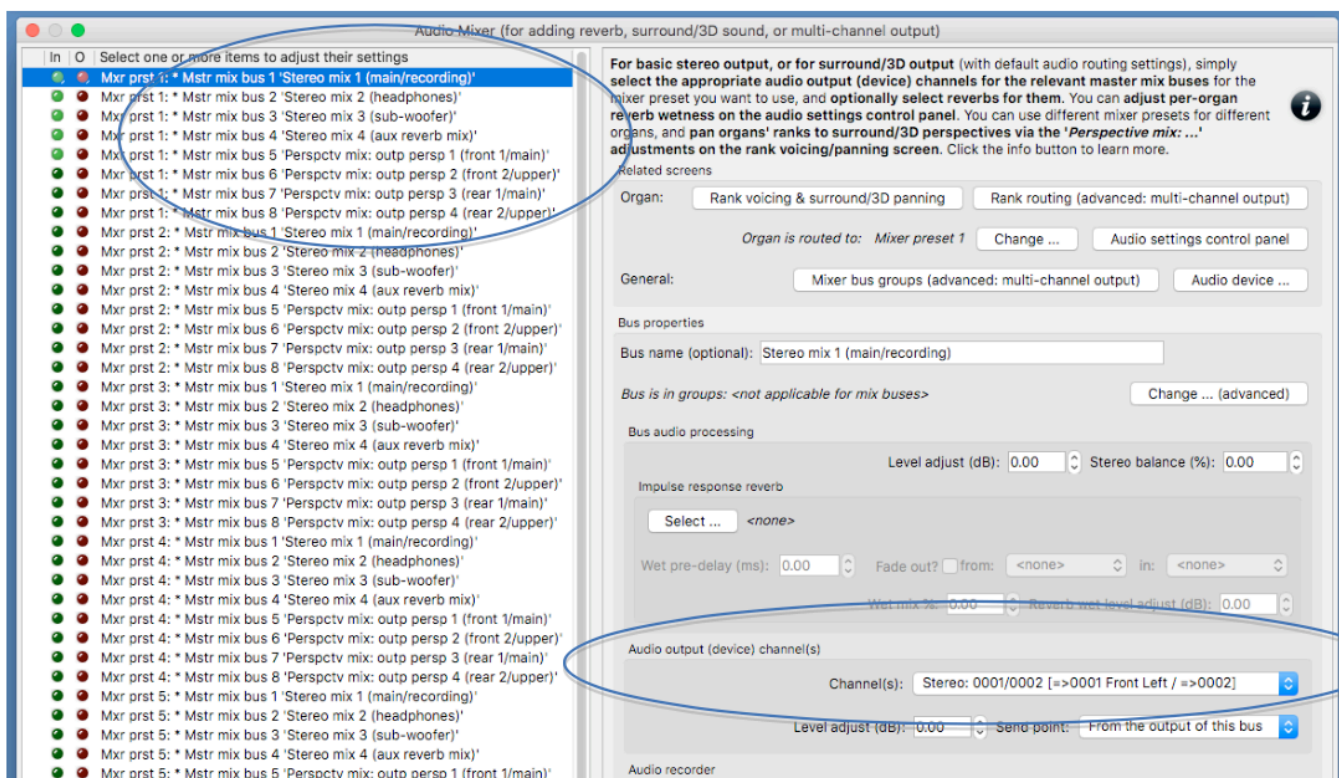 Audio Mixer (for adding reverb, surround/3D sound, or multi-channel output)
In O Select one or more items to adjust their settings
Mxr prst 1: * Mstr mix bus 1 'Stereo mix 1 (main/recording)'
Mxr prst 1: * Mstr mix bus 2 'Stereo mix 2 (headphones)'
Mxr prst 1: * Mstr mix bus 3 'Stereo mix 3 (sub-woofer)'
Mxr prst 1: * Mstr mix bus 4 'Stereo mix 4 (aux reverb mix)'
Mxr prst 1: * Mstr mix bus 5 'Perspctv mix: outp persp 1 (front 1/main)'
Mxr prst 1: * Mstr mix bus 6 'Perspctv mix: outp persp 2 (front 2/upper)'
Mxr prst 1: * Mstr mix bus 7 'Perspctv mix: outp persp 3 (rear 1/main)'
Mxr prst 1: * Mstr mix bus 8 'Perspctv mix: outp persp 4 (rear 2/upper)'
Mxr prst 2: * Mstr mix bus 1 'Stereo mix 1 (main/recording)'
Mxr prst 2: * Mstr mix bus 2 'Stereo mix 2 (headphones)'
Mxr prst 2: * Mstr mix bus 3 'Stereo mix 3 (sub-woofer)'
Mxr prst 2: * Mstr mix bus 4 'Stereo mix 4 (aux reverb mix)'
Mxr prst 2: * Mstr mix bus 5 'Perspctv mix: outp persp 1 (front 1/main)'
Mxr prst 2: * Mstr mix bus 6 'Perspctv mix: outp persp 2 (front 2/upper)'
Mxr prst 2: * Mstr mix bus 7 'Perspctv mix: outp persp 3 (rear 1/main)'
Mxr prst 2: * Mstr mix bus 8 'Perspctv mix: outp persp 4 (rear 2/upper)'
Mxr prst 3: * Mstr mix bus 1 'Stereo mix 1 (main/recording)'
Mxr prst 3: * Mstr mix bus 2 'Stereo mix 2 (headphones)'
Mxr prst 3: * Mstr mix bus 3 'Stereo mix 3 (sub-woofer)'
Mxr prst 3: * Mstr mix bus 4 'Stereo mix 4 (aux reverb mix)'
Mxr prst 3: * Mstr mix bus 5 'Perspctv mix: outp persp 1 (front 1/main)'
Mxr prst 3: * Mstr mix bus 6 'Perspctv mix: outp persp 2 (front 2/upper)'
Mxr prst 3: * Mstr mix bus 7 'Perspctv mix: outp persp 3 (rear 1/main)'
Mxr prst 3: * Mstr mix bus 8 'Perspctv mix: outp persp 4 (rear 2/upper)'
Mxr prst 4: * Mstr mix bus 1 'Stereo mix 1 (main/recording)'
Mxr prst 4: * Mstr mix bus 2 'Stereo mix 2 (headphones)'
Mxr prst 4: * Mstr mix bus 3 'Stereo mix 3 (sub-woofer)'
Mxr prst 4: * Mstr mix bus 4 'Stereo mix 4 (aux reverb mix)'
Mxr prst 4: * Mstr mix bus 5 'Perspctv mix: outp persp 1 (front 1/main)'
Mxr prst 4: * Mstr mix bus 6 'Perspctv mix: outp persp 2 (front 2/upper)'
Mxr prst 4: * Mstr mix bus 7 'Perspctv mix: outp persp 3 (rear 1/main)'
Mxr prst 4: * Mstr mix bus 8 'Perspctv mix: outp persp 4 (rear 2/upper)'
Mxr prst 5: * Mstr mix bus 1 'Stereo mix 1 (main/recording)'
Mxr prst 5: * Mstr mix bus 2 'Stereo mix 2 (headphones)'
Mxr prst 5: * Mstr mix bus 3 'Stereo mix 3 (sub-woofer)'
Mxr prst 5: * Mstr mix bus 4 'Stereo mix 4 (aux reverb mix)'
Mxr prst 5: * Mstr mix bus 5 'Perspctv mix: outp persp 1 (front 1/main)'
For basic stereo output, or for surround/3D output (with default audio routing settings), simply
select the appropriate audio output (device) channels for the relevant master mix buses for the
mixer preset you want to use, and optionally select reverbs for them. You can adjust per-organ
reverb wetness on the audio settings control panel. You can use different mixer presets for different
organs, and pan organs' ranks to surround/3D perspectives via the 'Perspective mix: ...'
adjustments on the rank voicing/panning screen. Click the info button to learn more.
i
Related screens
Organ: Rank voicing & surround/3D panning Rank routing (advanced: multi-channel output)
Organ is routed to: Mixer preset 1 Change ... Audio settings control panel
General: Mixer bus groups (advanced: multi-channel output) Audio device ...
Bus properties
Bus name (optional): Stereo mix 1 (main/recording)
Bus is in groups: <not applicable for mix buses> Change ... (advanced)
Bus audio processing
Level adjust (dB): 0.00 Stereo balance (%): 0.00
Impulse response reverb
Select ... <none>
Wet pre-delay (ms): 0.00 Fade out? from: <none> in: <none>
Wet mix %: 0.00 Reverb wet level adjust (dB): 0.00
Audio output (device) channel(s)
Channel(s): Stereo: 0001/0002 [=>0001 Front Left / =>0002]
Level adjust (dB): 0.00 Send point: From the output of this bus
Audio recorder